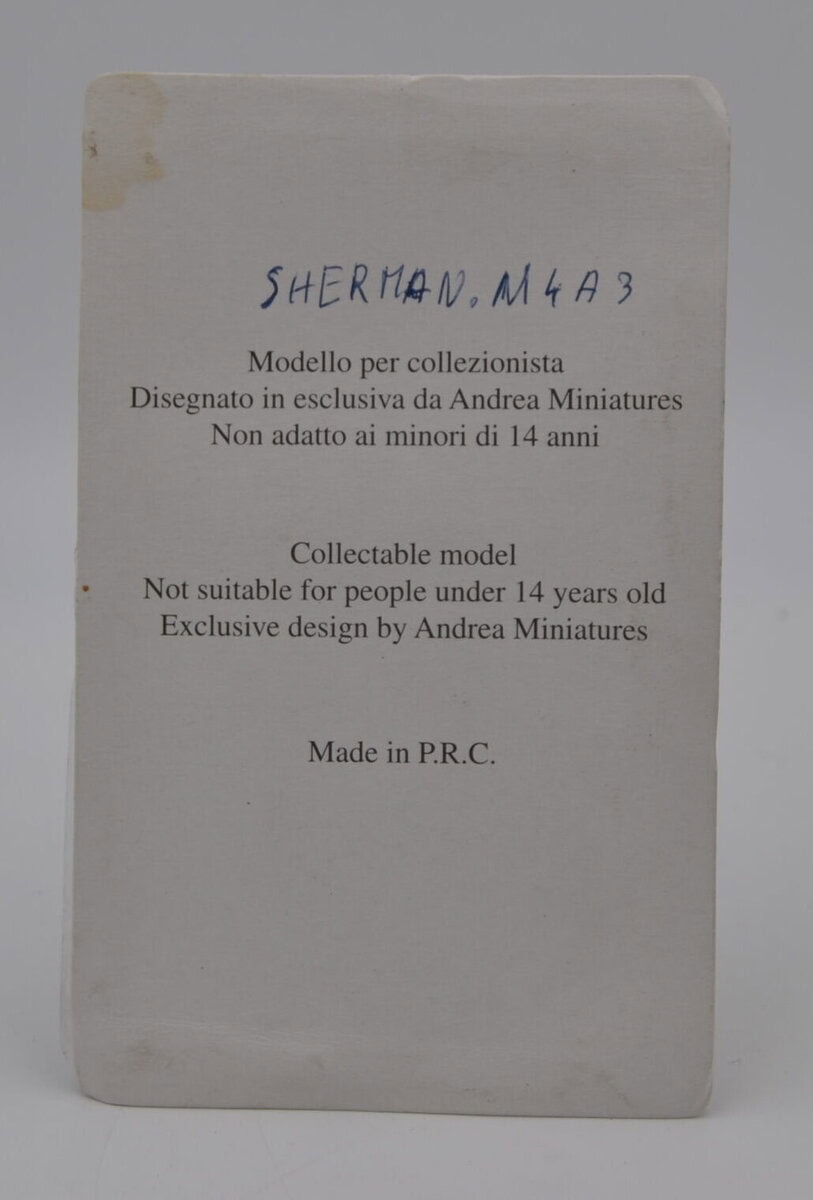 SHERMAN. M4A3
Modello per collezionista
Disegnato in esclusiva da Andrea Miniatures
Non adatto ai minori di 14 anni
Collectable model
Not suitable for people under 14 years old
Exclusive design by Andrea Miniatures
Made in P.R.C.